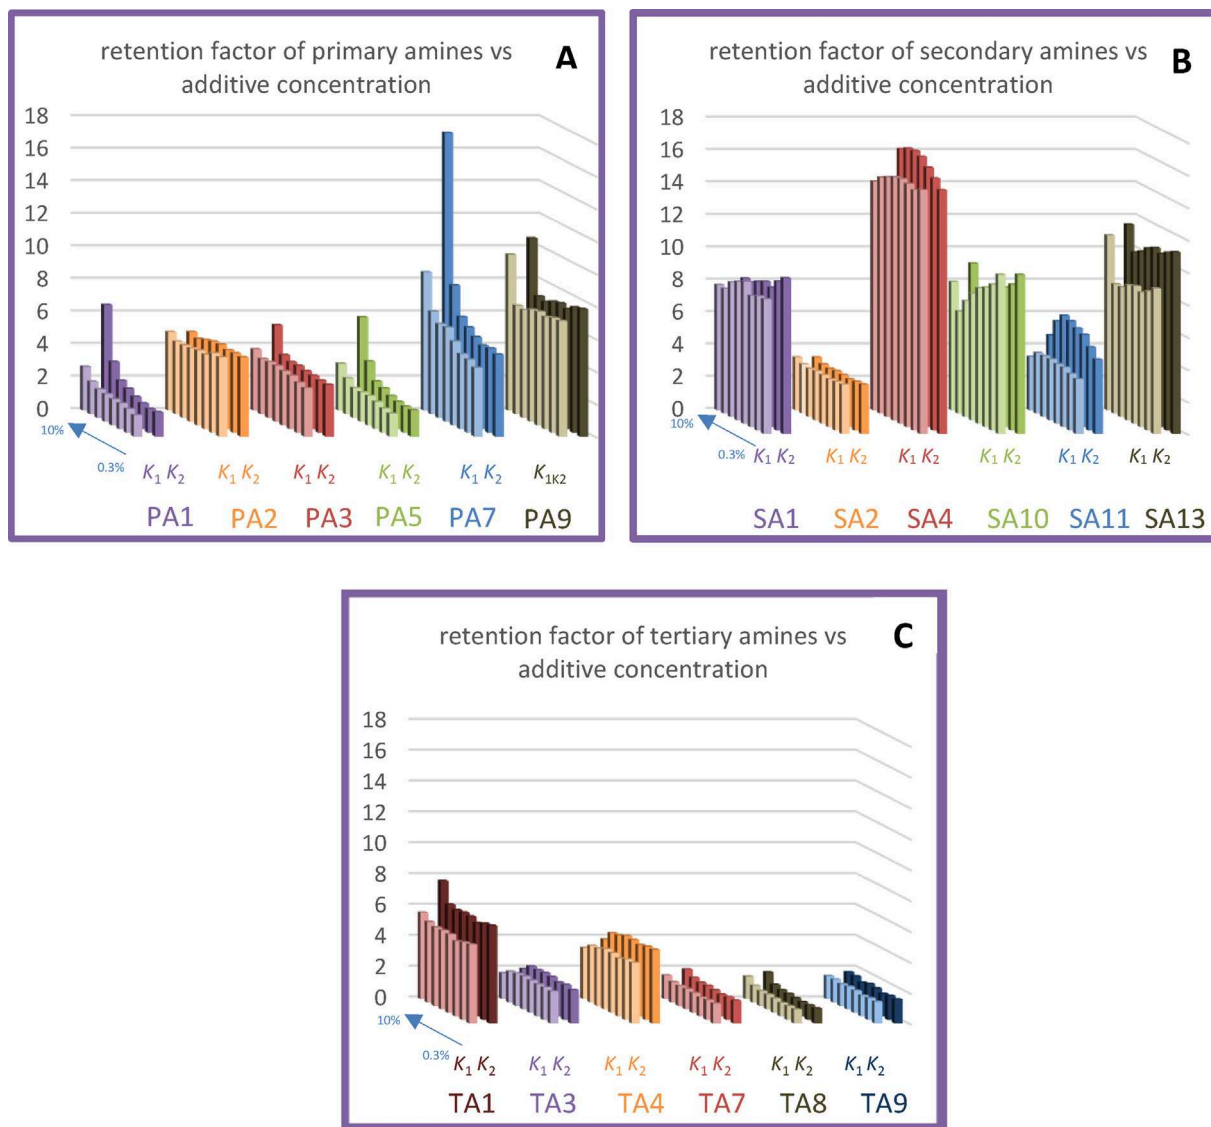 retention factor of primary amines vs
additive concentration
A
18
16
14
12
10
8
6
4
2
0
10%
0.3%
K1 K2 K1 K2 K1 K2 K1 K2 K1 K2 K1K2
PA1 PA2 PA3 PA5 PA7 PA9
retention factor of secondary amines vs
additive concentration
B
18
16
14
12
10
8
6
4
2
0
10%
0.3%
K1 K2 K1 K2 K1 K2 K1 K2 K1 K2 K1 K2
SA1 SA2 SA4 SA10 SA11 SA13
retention factor of tertiary amines vs
additive concentration
C
18
16
14
12
10
8
6
4
2
0
10%
0.3%
K1 K2 K1 K2 K1 K2 K1 K2 K1 K2 K1 K2
TA1 TA3 TA4 TA7 TA8 TA9